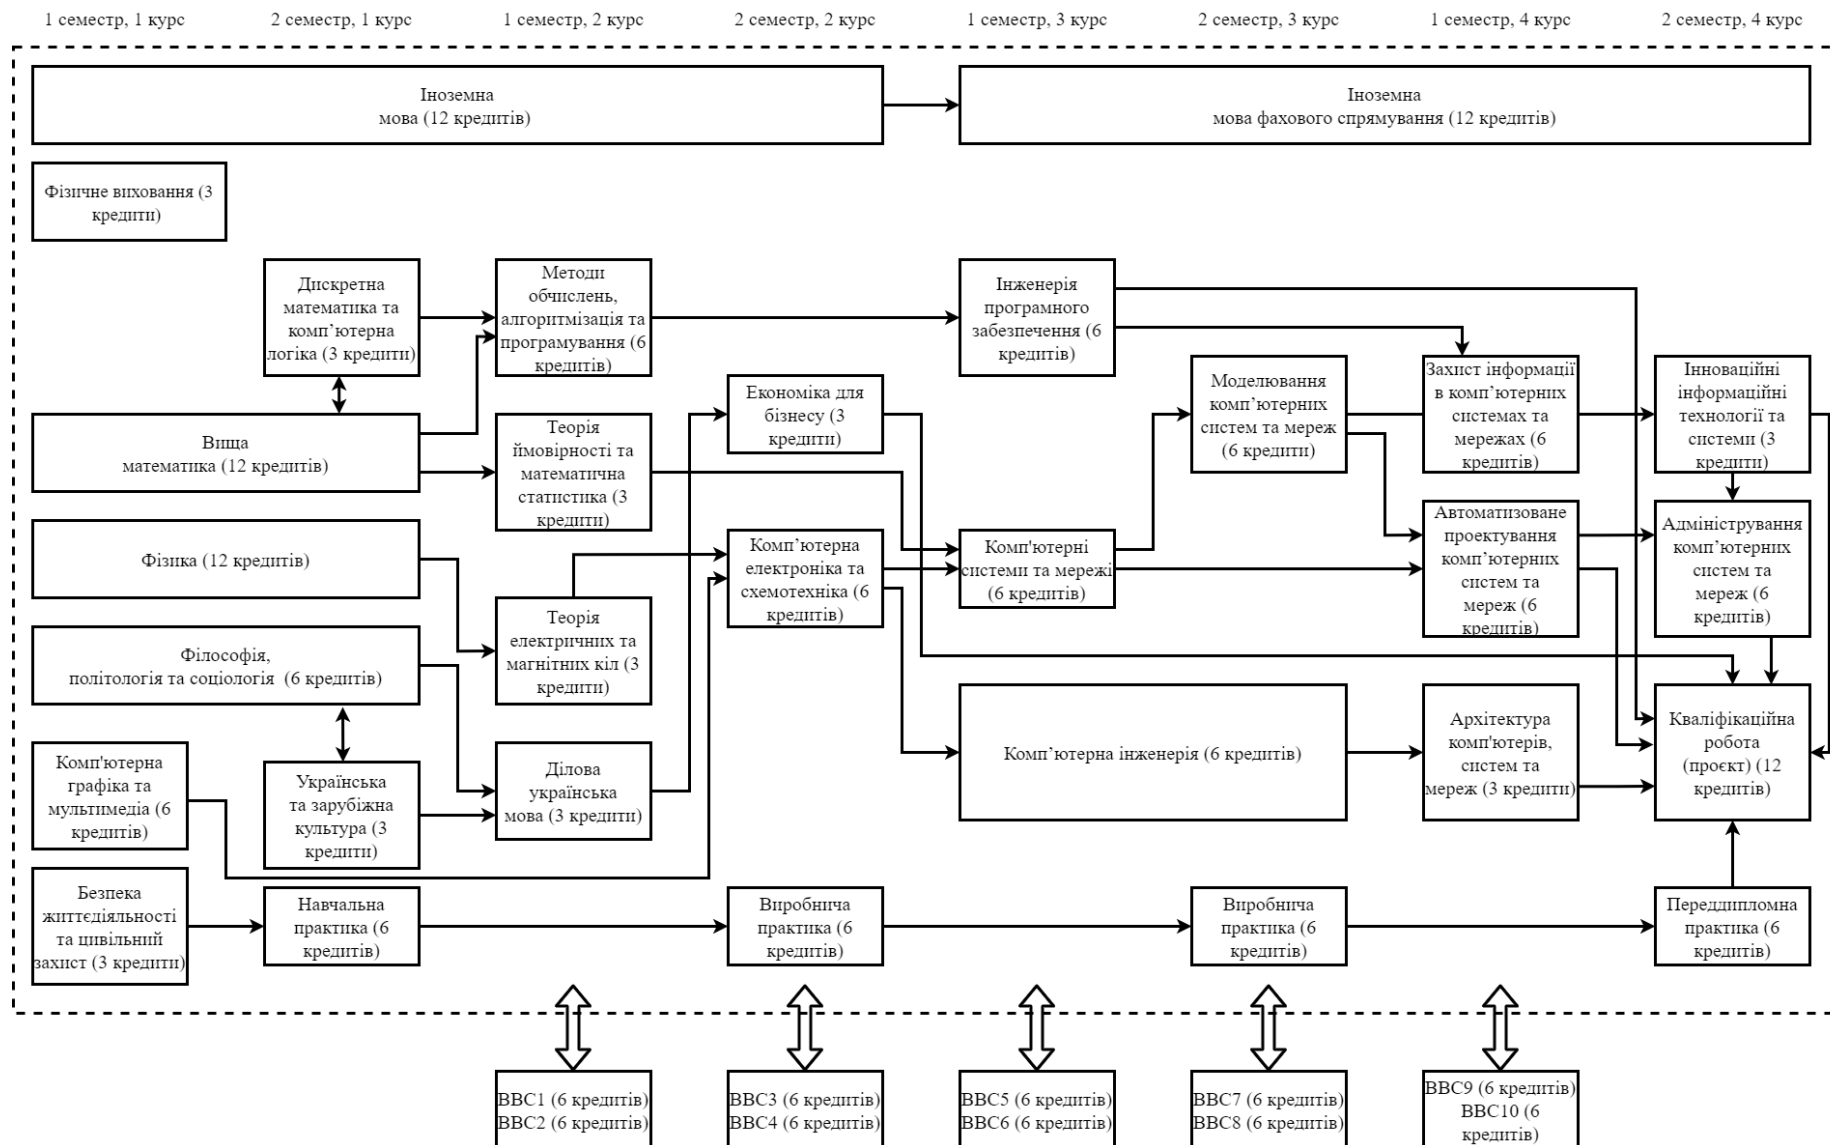 1 семестр, 1 курс
2 семестр, 1 курс
1 семестр, 2 курс
2 семестр, 2 курс
1 семестр, 3 курс
2 семестр, 3 курс
1 семестр, 4 курс
2 семестр, 4 курс
Іноземна
мова (12 кредитів)
Іноземна
мова фахового спрямування (12 кредитів)
Фізичне виховання (3
кредити)
Дискретна
математика та
комп’ютерна
логіка (3 кредити)
Методи
обчислень,
алгоритмізація та
програмування (6
кредитів)
Інженерія
програмного
забезпечення (6
кредитів)
Вища
математика (12 кредитів)
Теорія
ймовірності та
математична
статистика (3
кредити)
Економіка для
бізнесу (3
кредити)
Моделювання
комп’ютерних
систем та мереж
(6 кредити)
Захист інформації
в комп’ютерних
системах та
мережах (6
кредитів)
Інноваційні
інформаційні
технології та
системи (3
кредити)
Фізика (12 кредитів)
Теорія
електричних та
магнітних кіл (3
кредити)
Комп’ютерна
електроніка та
схемотехніка (6
кредитів)
Комп'ютерні
системи та мережі
(6 кредитів)
Автоматизоване
проектування
комп’ютерних
систем та
мереж (6
кредитів)
Адміністрування
комп’ютерних
систем та
мереж (6
кредитів)
Філософія,
політологія та соціологія (6 кредитів)
Комп'ютерна
графіка та
мультимедіа (6
кредитів)
Українська
та зарубіжна
культура (3
кредити)
Ділова
українська
мова (3 кредити)
Комп’ютерна інженерія (6 кредитів)
Архітектура
комп'ютерів,
систем та
мереж (3 кредити)
Кваліфікаційна
робота
(проєкт) (12
кредитів)
Безпека
життєдіяльності
та цивільний
захист (3 кредити)
Навчальна
практика (6
кредитів)
Виробнича
практика (6
кредитів)
Виробнича
практика (6
кредитів)
Переддипломна
практика (6
кредитів)
ВВС1 (6 кредитів)
ВВС2 (6 кредитів)
ВВС3 (6 кредитів)
ВВС4 (6 кредитів)
ВВС5 (6 кредитів)
ВВС6 (6 кредитів)
ВВС7 (6 кредитів)
ВВС8 (6 кредитів)
ВВС9 (6 кредитів)
ВВС10 (6
кредитів)